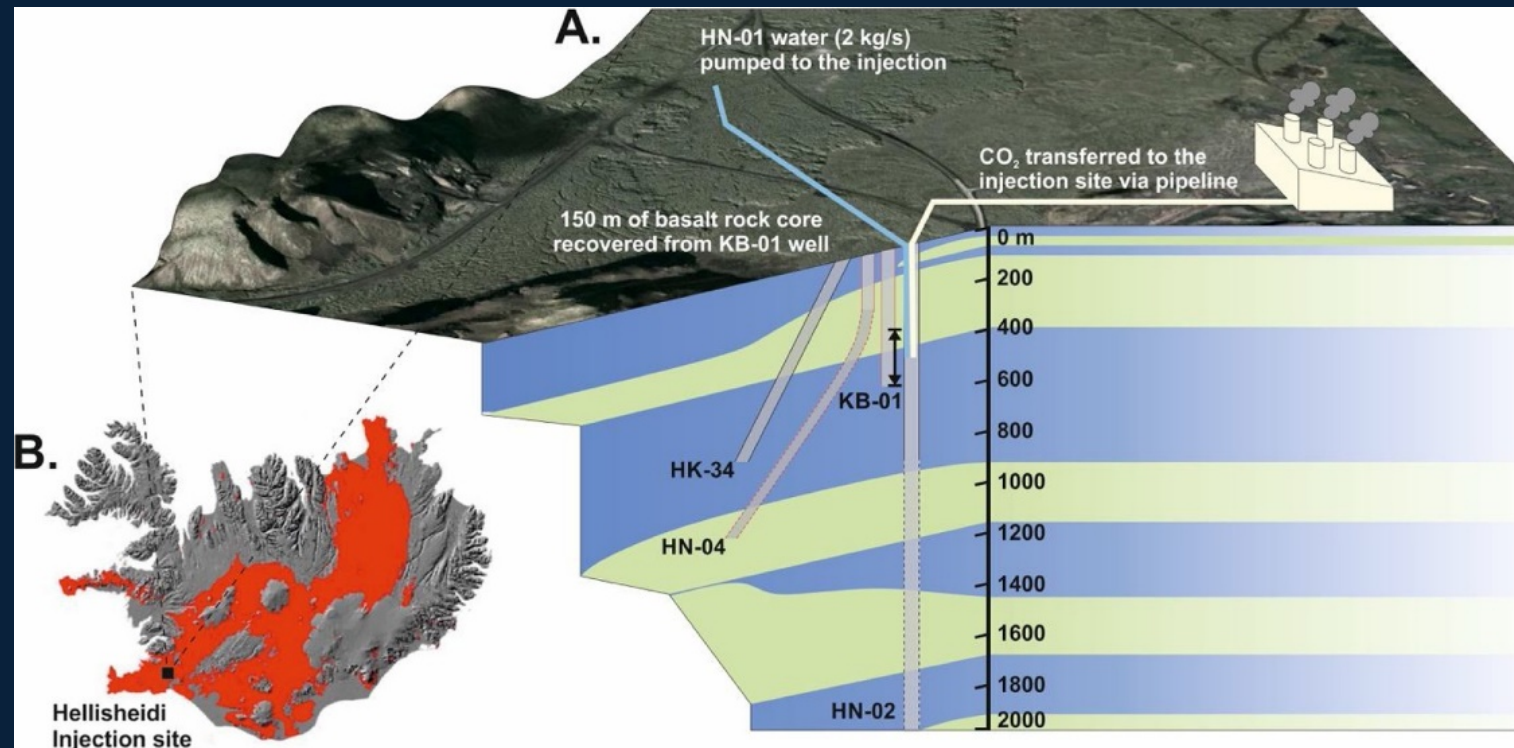 A.
HN-01 water (2 kg/s)
pumped to the injection
CO₂ transferred to the
injection site via pipeline
150 m of basalt rock core
recovered from KB-01 well
0 m
200
400
600
800
1000
1200
1400
1600
1800
2000
KB-01
HK-34
HN-04
HN-02
B.
Hellisheidi
Injection site